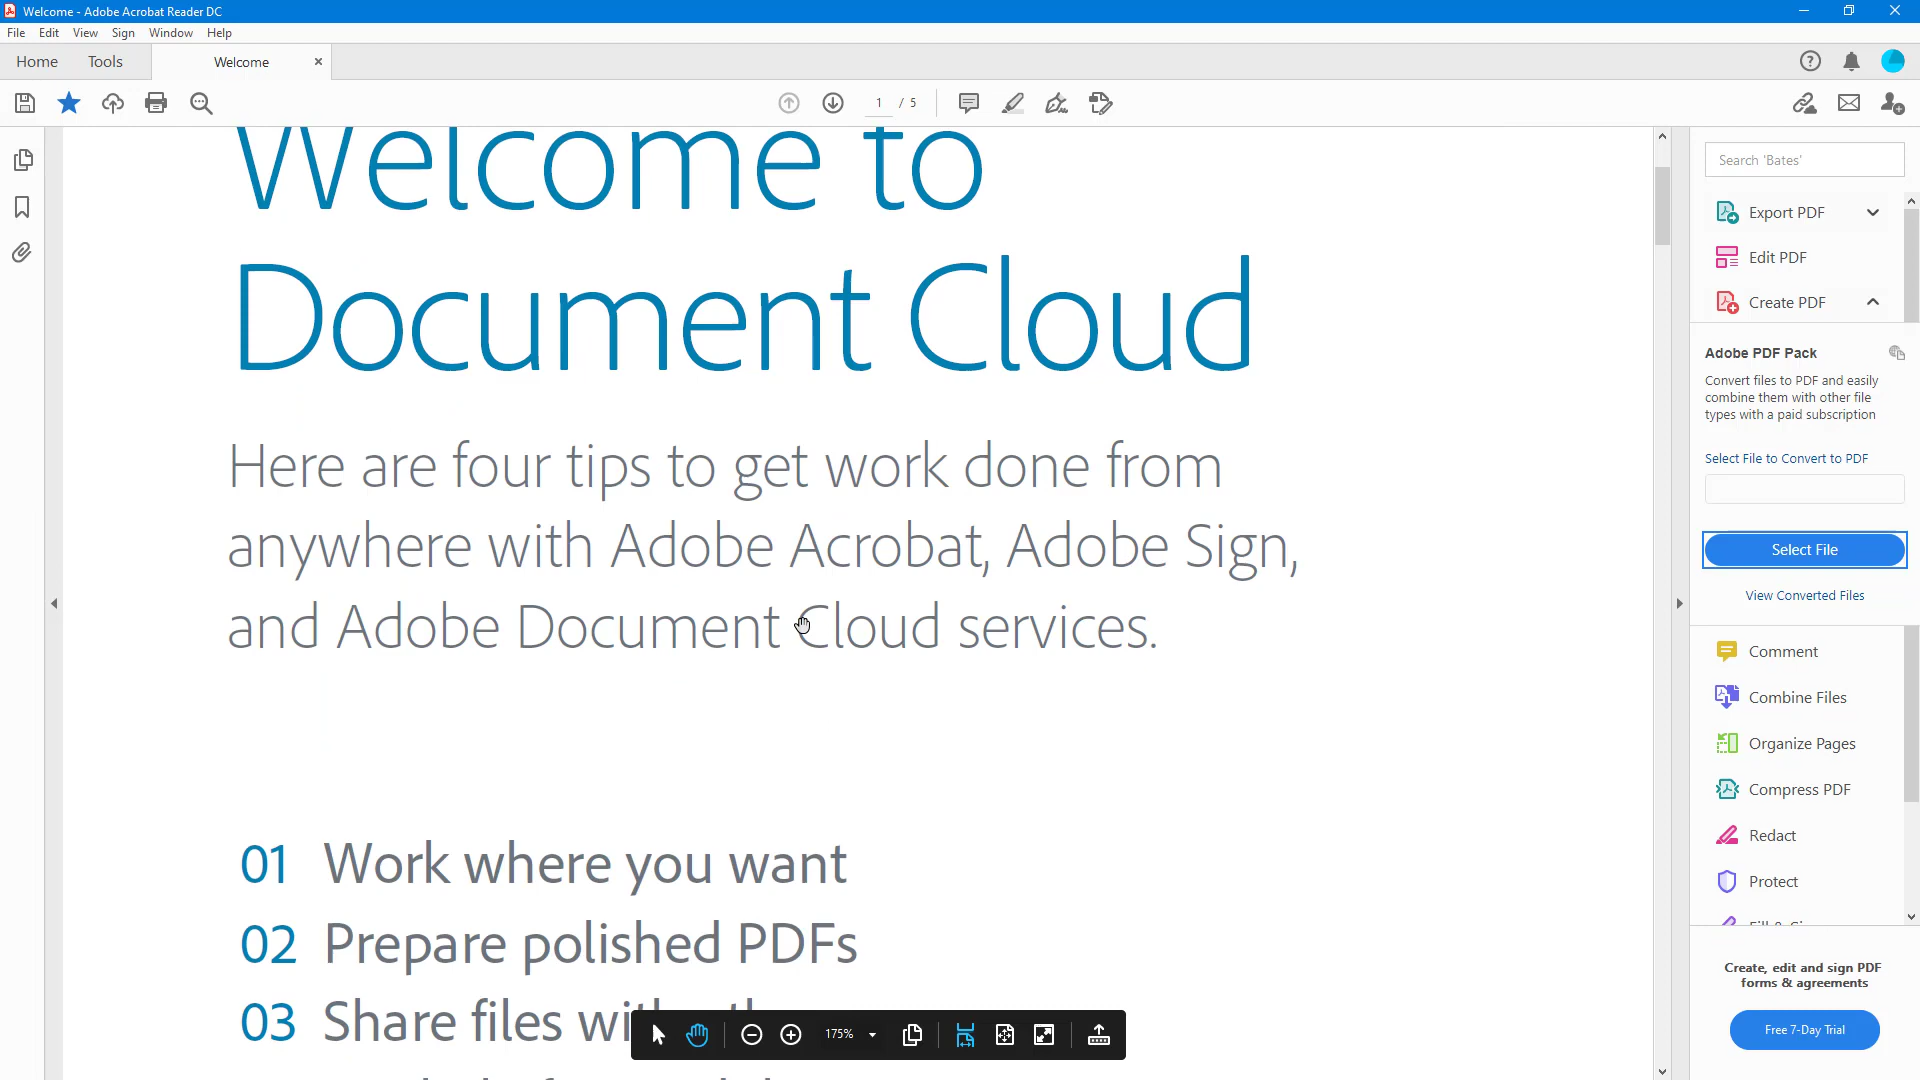 Welcome - Adobe Acrobat Reader DC
File Edit View Sign Window Help
Home Tools Welcome
1 / 5
Welcome to
Document Cloud
Here are four tips to get work done from
anywhere with Adobe Acrobat, Adobe Sign,
and Adobe Document Cloud services.
01 Work where you want
02 Prepare polished PDFs
03 Share files
175%
Search 'Bates'
Export PDF
Edit PDF
Create PDF
Adobe PDF Pack
Convert files to PDF and easily
combine them with other file
types with a paid subscription
Select File to Convert to PDF
Select File
View Converted Files
Comment
Combine Files
Organize Pages
Compress PDF
Redact
Protect
Create, edit and sign PDF
forms & agreements
Free 7-Day Trial